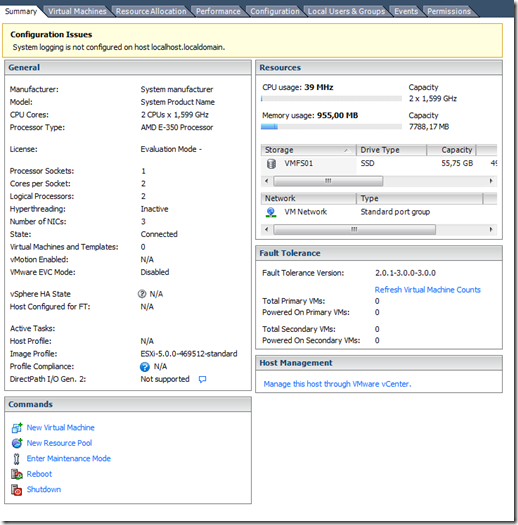 Summary Virtual Machines Resource Allocation Performance Configuration Local Users & Groups Events Permissions
Configuration Issues
System logging is not configured on host localhost.localdomain.
General
Manufacturer: System manufacturer
Model: System Product Name
CPU Cores: 2 CPUs x 1,599 GHz
Processor Type: AMD E-350 Processor
License: Evaluation Mode -
Processor Sockets: 1
Cores per Socket: 2
Logical Processors: 2
Hyperthreading: Inactive
Number of NICs: 3
State: Connected
Virtual Machines and Templates: 0
vMotion Enabled: N/A
VMware EVC Mode: Disabled
vSphere HA State N/A
Host Configured for FT: N/A
Active Tasks:
Host Profile: N/A
Image Profile: ESXi-5.0.0-469512-standard
Profile Compliance: N/A
DirectPath I/O Gen. 2: Not supported
Commands
New Virtual Machine
New Resource Pool
Enter Maintenance Mode
Reboot
Shutdown
Resources
CPU usage: 39 MHz Capacity
2 x 1,599 GHz
Memory usage: 955,00 MB Capacity
7788,17 MB
Storage Drive Type Capacity
VMFS01 SSD 55,75 GB 49
Network Type
VM Network Standard port group
Fault Tolerance
Fault Tolerance Version: 2.0.1-3.0.0-3.0.0
Refresh Virtual Machine Counts
Total Primary VMs: 0
Powered On Primary VMs: 0
Total Secondary VMs: 0
Powered On Secondary VMs: 0
Host Management
Manage this host through VMware vCenter.